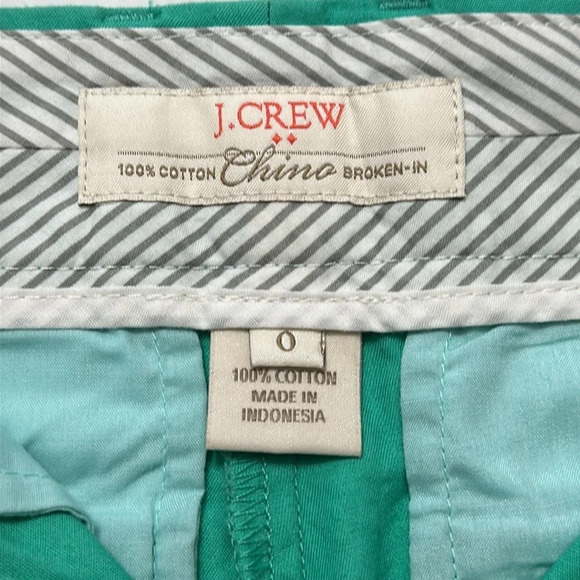 J.CREW
100% COTTON Chino BROKEN-IN
0
100% COTTON
MADE IN
INDONESIA